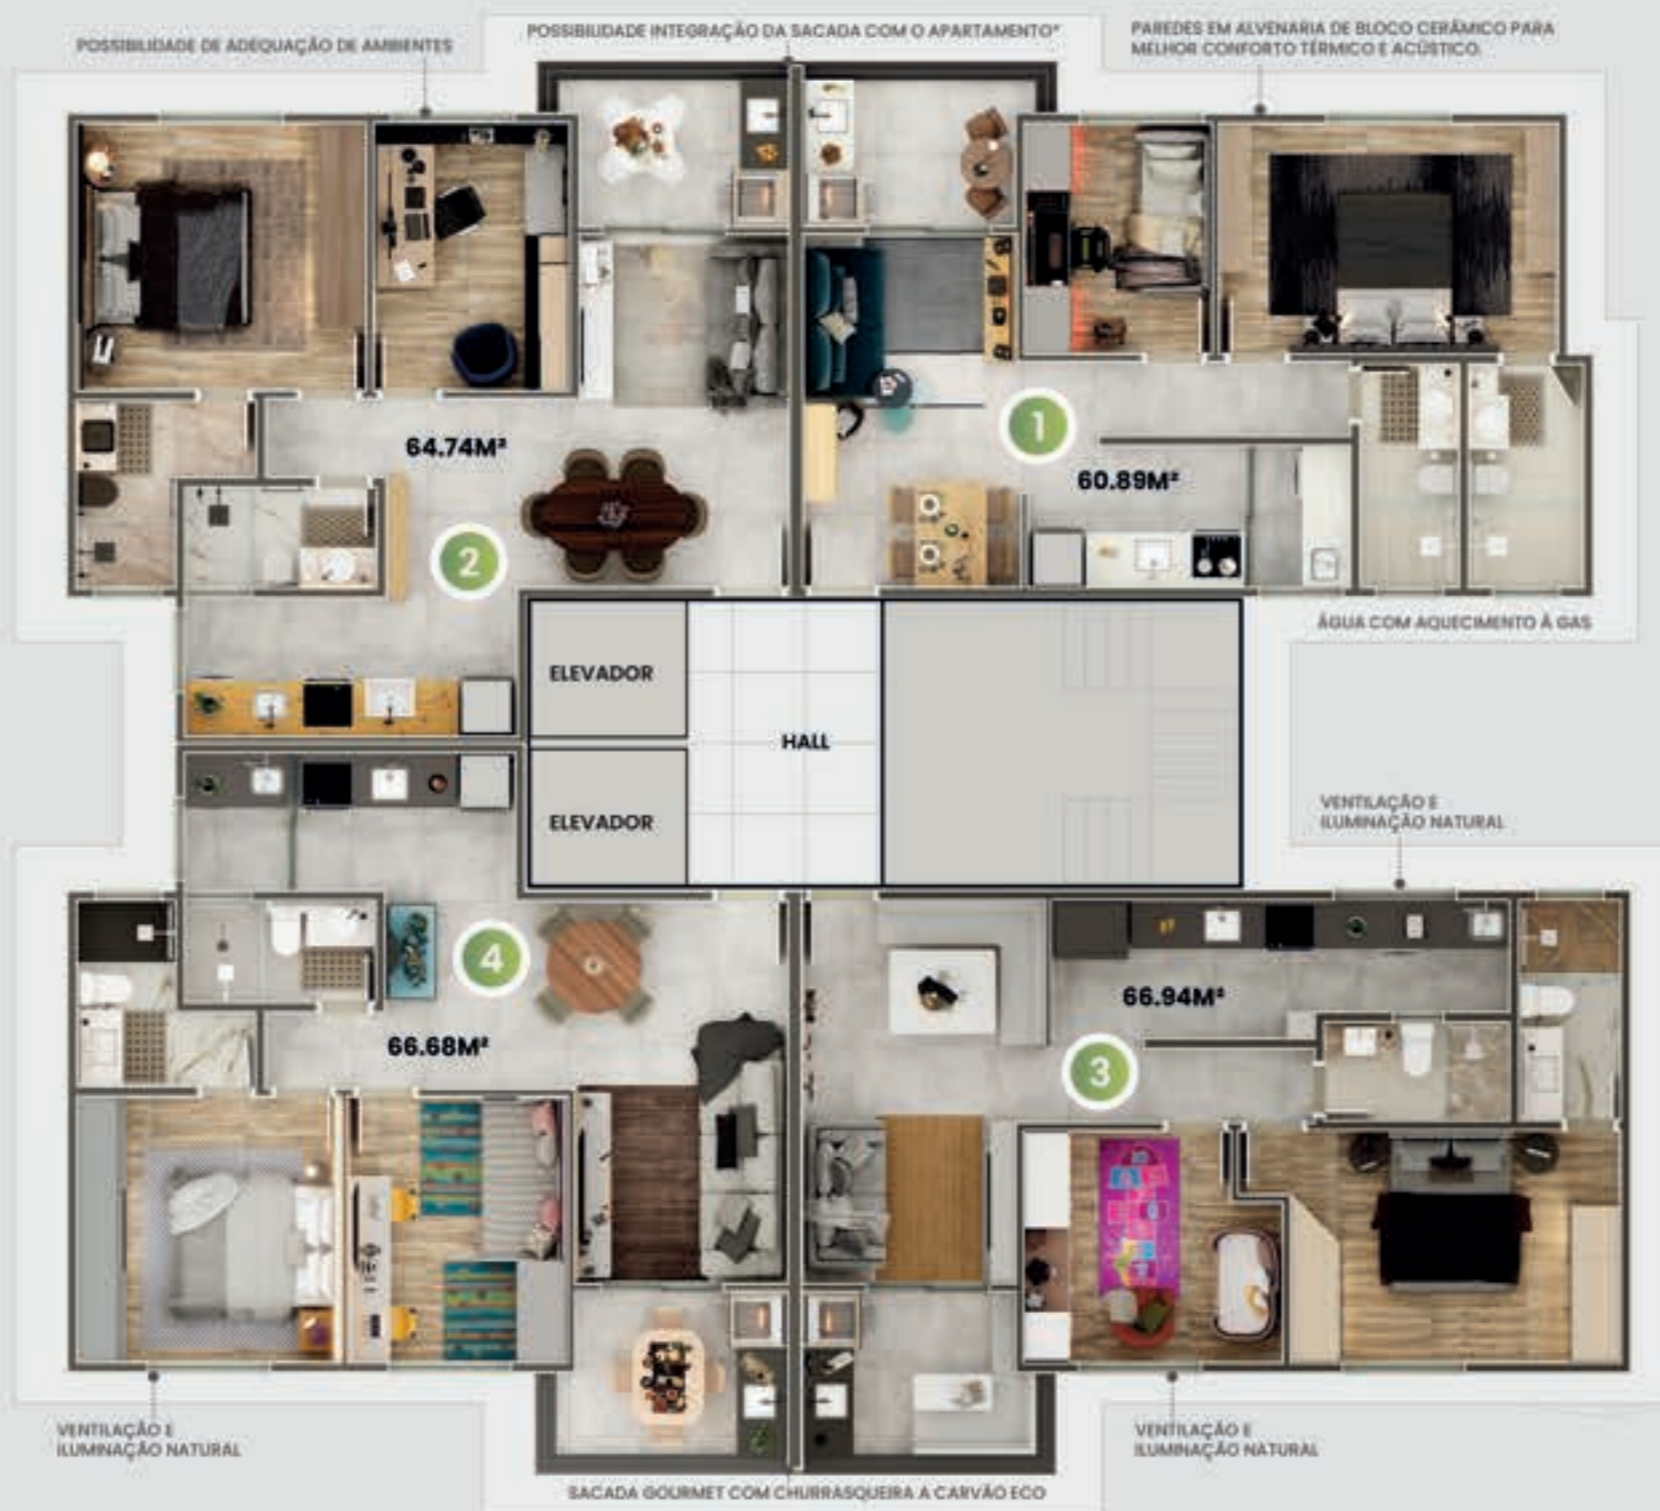 POSSIBILIDADE DE ADEQUAÇÃO DE AMBIENTES
POSSIBILIDADE INTEGRAÇÃO DA SACADA COM O APARTAMENTO*
PAREDES EM ALVENARIA DE BLOCO CERÂMICO PARA
MELHOR CONFORTO TÉRMICO E ACÚSTICO.
1
64.74M²
60.89M²
2
ÁGUA COM AQUECIMENTO À GAS
ELEVADOR
HALL
ELEVADOR
VENTILAÇÃO E
ILUMINAÇÃO NATURAL
4
66.94M²
66.68M²
3
VENTILAÇÃO E
ILUMINAÇÃO NATURAL
VENTILAÇÃO E
ILUMINAÇÃO NATURAL
SACADA GOURMET COM CHURRASQUEIRA A CARVÃO ECO